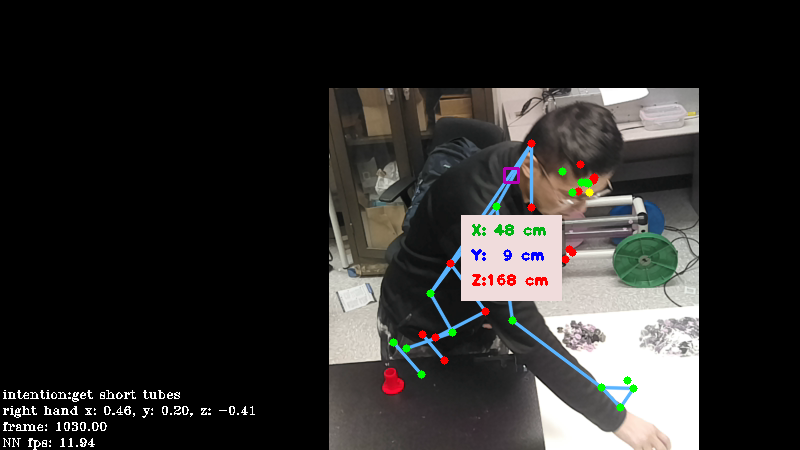 X: 48 cm
Y: 9 cm
Z:168 cm
intention:get short tubes
right hand x: 0.46, y: 0.20, z: −0.41
frame: 1030.00
NN fps: 11.94